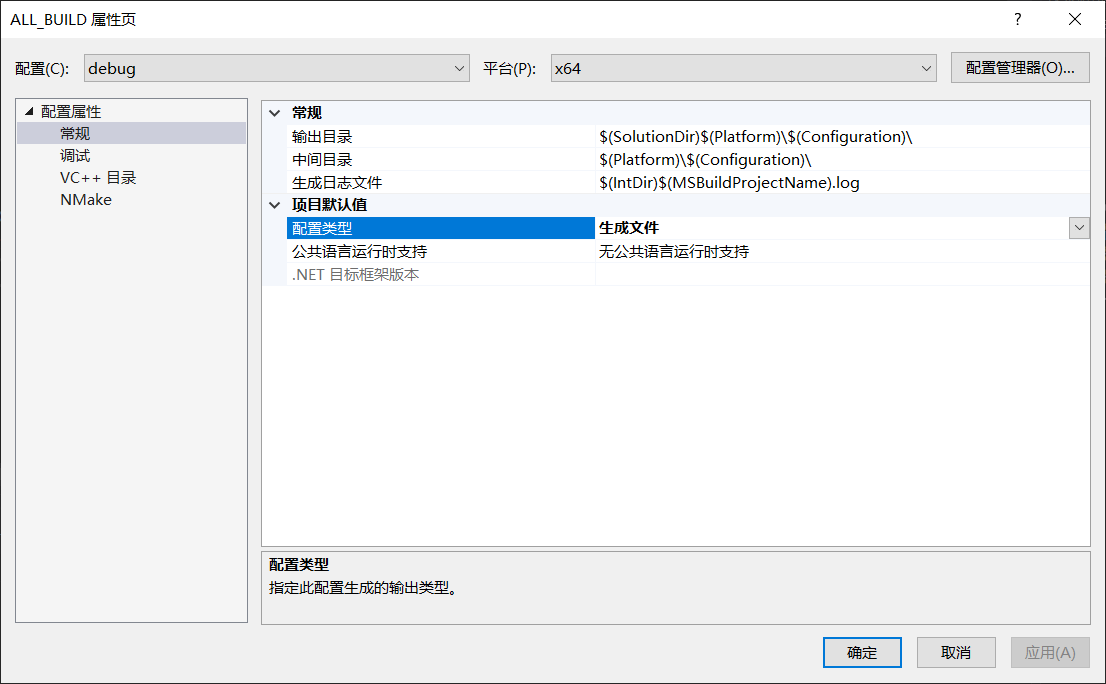 ALL_BUILD 属性页
?
配置(C): debug 平台(P): x64 配置管理器(O)...
配置属性
常规
调试
VC++ 目录
NMake
常规
输出目录 $(SolutionDir)$(Platform)\$(Configuration)\
中间目录 $(Platform)\$(Configuration)\
生成日志文件 $(IntDir)$(MSBuildProjectName).log
项目默认值
配置类型 生成文件
公共语言运行时支持 无公共语言运行时支持
.NET 目标框架版本
配置类型
指定此配置生成的输出类型。
确定 取消 应用(A)